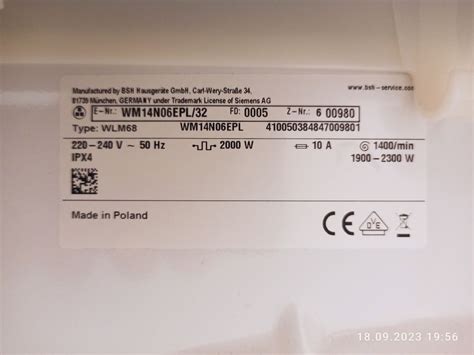 Manufactured by BSH Hausgeräte GmbH, Carl-Wery-Straße 34,
81739 München, GERMANY under Trademark License of Siemens AG
www.bsh-service.com
E-Nr.: WM14N06EPL/32 FD: 0005 Z-Nr.: 6 00980
Type: WLM68 WM14N06EPL 410050384847009801
220-240 V ~ 50 Hz 2000 W 10 A 1400/min
IPX4 1900-2300 W
Made in Poland
CE
18.09.2023 19:56